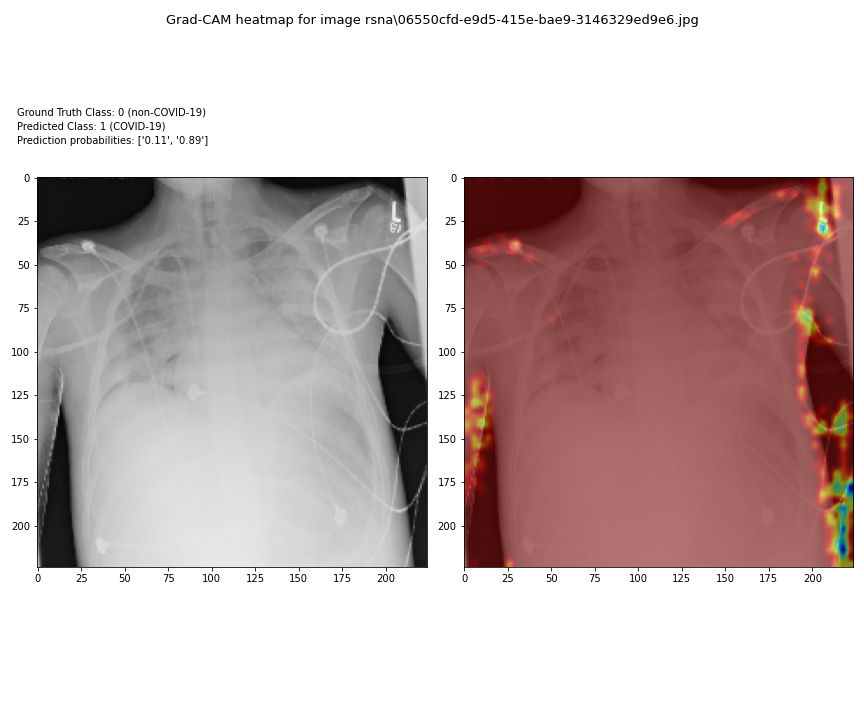 Grad-CAM heatmap for image rsna\06550cfd-e9d5-415e-bae9-3146329ed9e6.jpg
Ground Truth Class: 0 (non-COVID-19)
Predicted Class: 1 (COVID-19)
Prediction probabilities: ['0.11', '0.89']
0
25
50
75
100
125
150
175
200
0 25 50 75 100 125 150 175 200
L
0
25
50
75
100
125
150
175
200
0 25 50 75 100 125 150 175 200